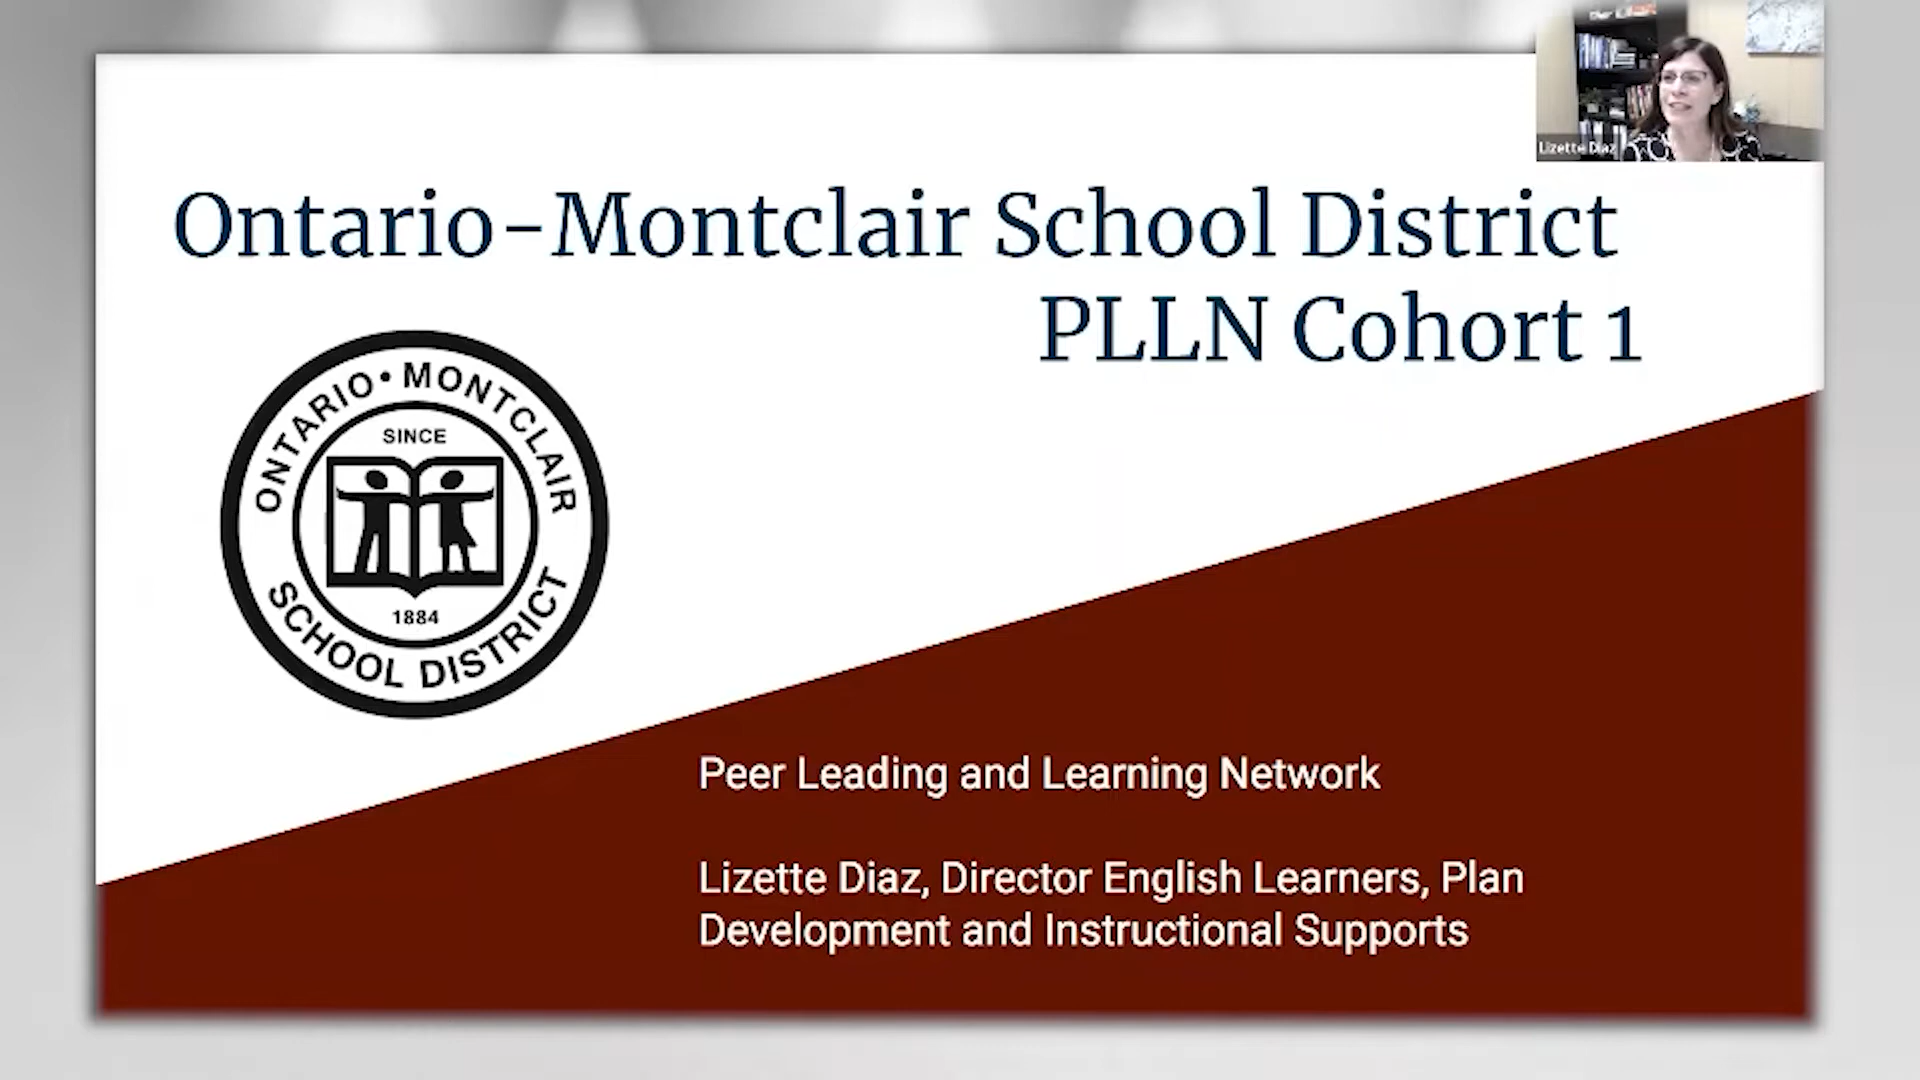 Lizette Diaz
Ontario-Montclair School District
PLLN Cohort 1
ONTARIO • MONTCLAIR
SINCE
1884
SCHOOL DISTRICT
Peer Leading and Learning Network
Lizette Diaz, Director English Learners, Plan
Development and Instructional Supports